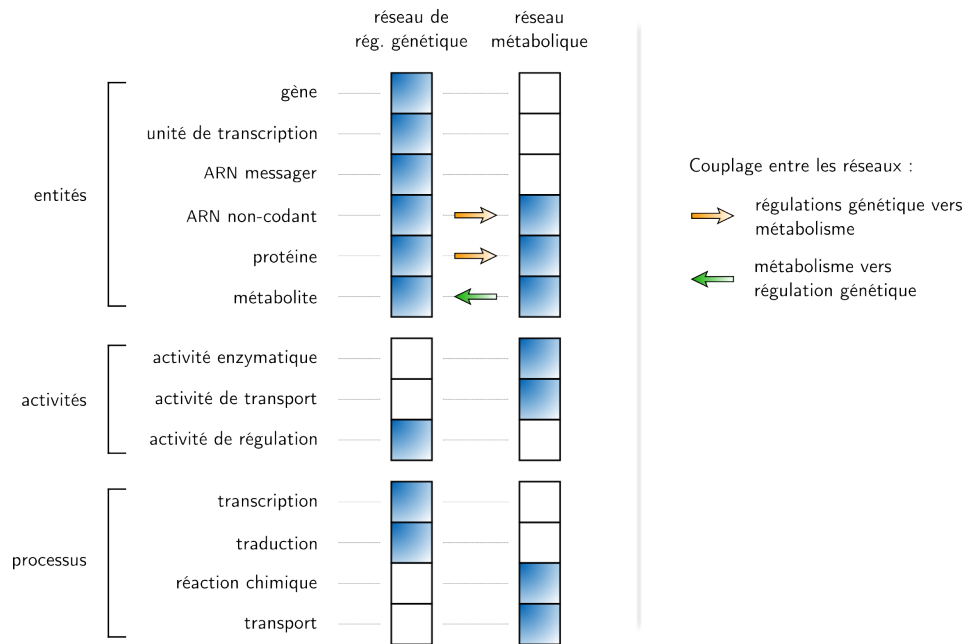 réseau de
rég. génétique
réseau
métabolique
entités
gène
unité de transcription
ARN messager
ARN non-codant
protéine
métabolite
activités
activité enzymatique
activité de transport
activité de régulation
processus
transcription
traduction
réaction chimique
transport
Couplage entre les réseaux :
régulations génétique vers
métabolisme
métabolisme vers
régulation génétique